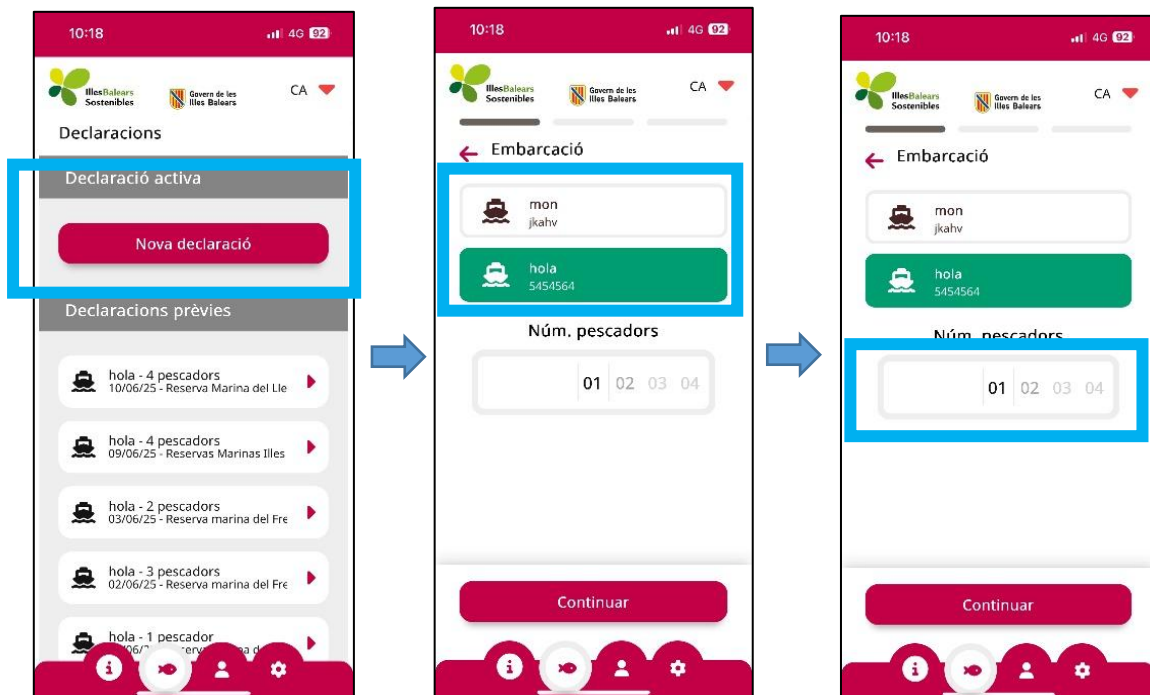 10:18
4G 92
IllesBalears
Sostenibles
Govern de les
Illes Balears
CA
Declaracions
Declaració activa
Nova declaració
Declaracions prèvies
hola - 4 pescadors
10/06/25 - Reserva Marina del Lle
hola - 4 pescadors
09/06/25 - Reservas Marinas Illes
hola - 2 pescadors
03/06/25 - Reserva marina del Fre
hola - 3 pescadors
02/06/25 - Reserva marina del Fre
hola - 1 pescador
10:18
4G 92
IllesBalears
Sostenibles
Govern de les
Illes Balears
CA
Embarcació
mon
jkahv
hola
5454564
Núm. pescadors
01 02 03 04
Continuar
10:18
4G 92
IllesBalears
Sostenibles
Govern de les
Illes Balears
CA
Embarcació
mon
jkahv
hola
5454564
Núm. pescadors
01 02 03 04
Continuar